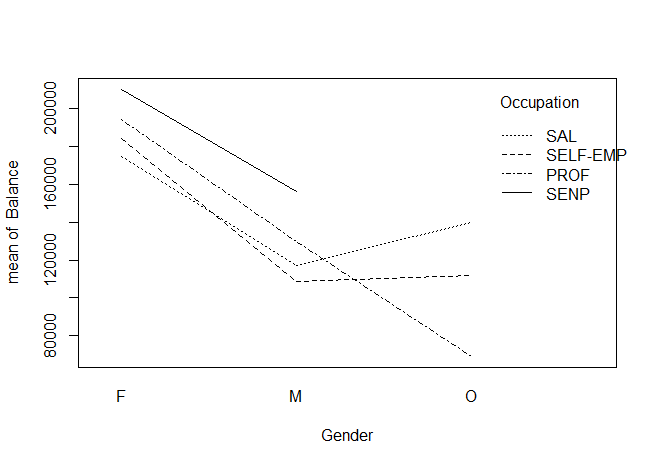 Occupation
SAL
SELF-EMP
PROF
SENP
mean of Balance
200000
160000
120000
80000
F M O
Gender